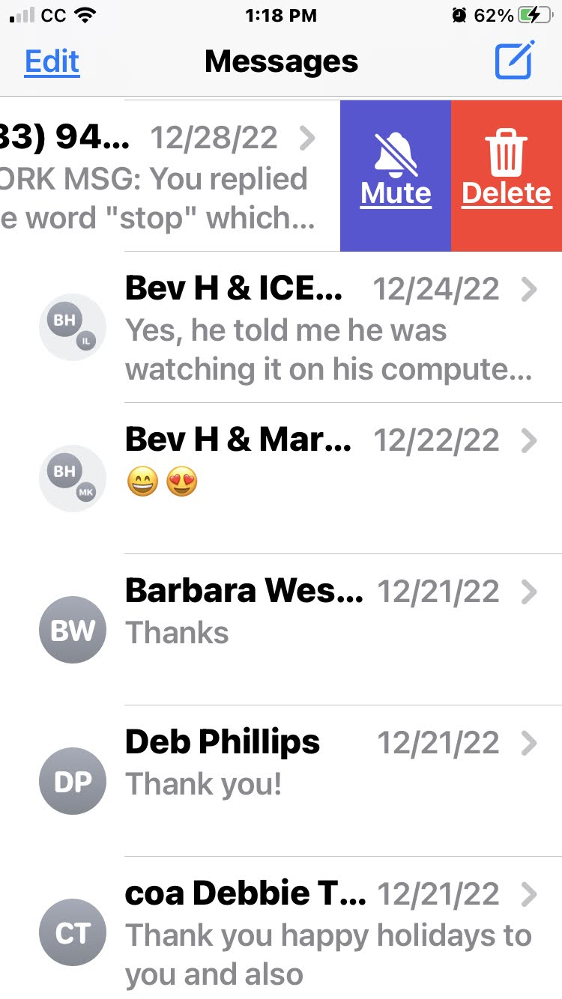 CC 1:18 PM 62%
Edit Messages
33) 94... 12/28/22
ORK MSG: You replied
e word "stop" which...
Mute Delete
Bev H & ICE... 12/24/22
BH
IL
Yes, he told me he was
watching it on his compute...
Bev H & Mar... 12/22/22
BH
MK
😄 😍
Barbara Wes... 12/21/22
BW
Thanks
Deb Phillips 12/21/22
DP
Thank you!
coa Debbie T... 12/21/22
CT
Thank you happy holidays to
you and also